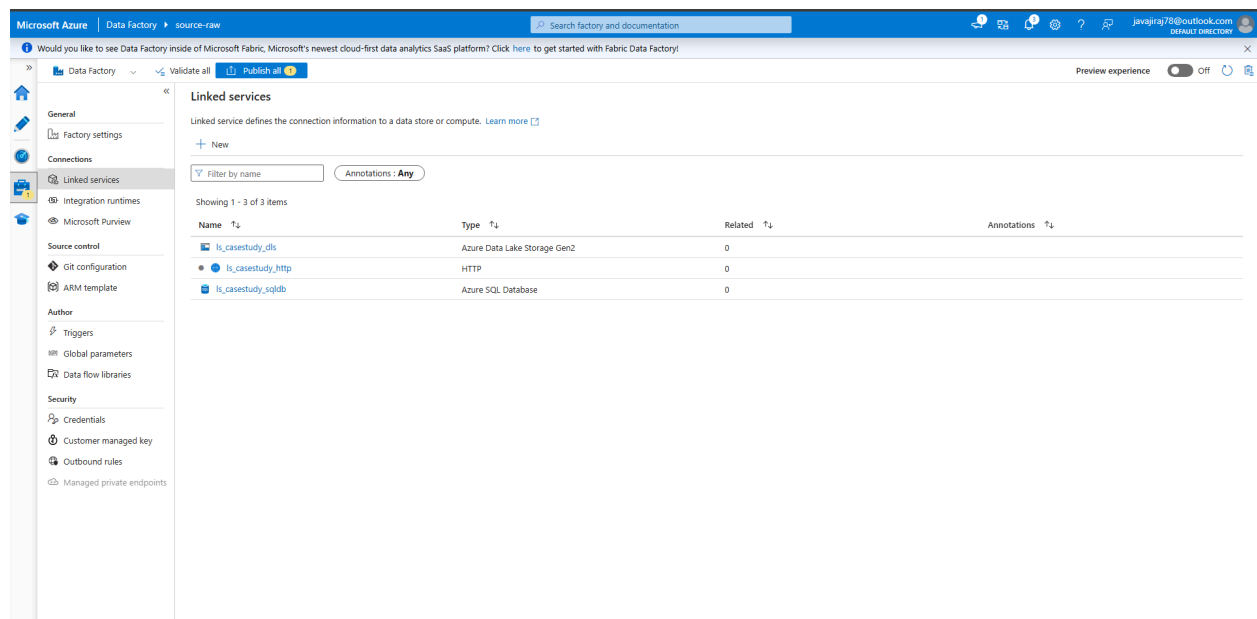 Microsoft Azure | Data Factory ▸ source-raw
Search factory and documentation
1
3
javajiraj78@outlook.com
DEFAULT DIRECTORY
Would you like to see Data Factory inside of Microsoft Fabric, Microsoft's newest cloud-first data analytics SaaS platform? Click here to get started with Fabric Data Factory!
Data Factory
Validate all
Publish all 1
Preview experience
Off
General
Factory settings
Connections
Linked services
Integration runtimes
Microsoft Purview
Source control
Git configuration
ARM template
Author
Triggers
Global parameters
Data flow libraries
Security
Credentials
Customer managed key
Outbound rules
Managed private endpoints
1
Linked services
Linked service defines the connection information to a data store or compute. Learn more
+ New
Filter by name
Annotations : Any
Showing 1 - 3 of 3 items
Name Type Related Annotations
ls_casestudy_dls Azure Data Lake Storage Gen2 0
ls_casestudy_http HTTP 0
ls_casestudy_sqldb Azure SQL Database 0